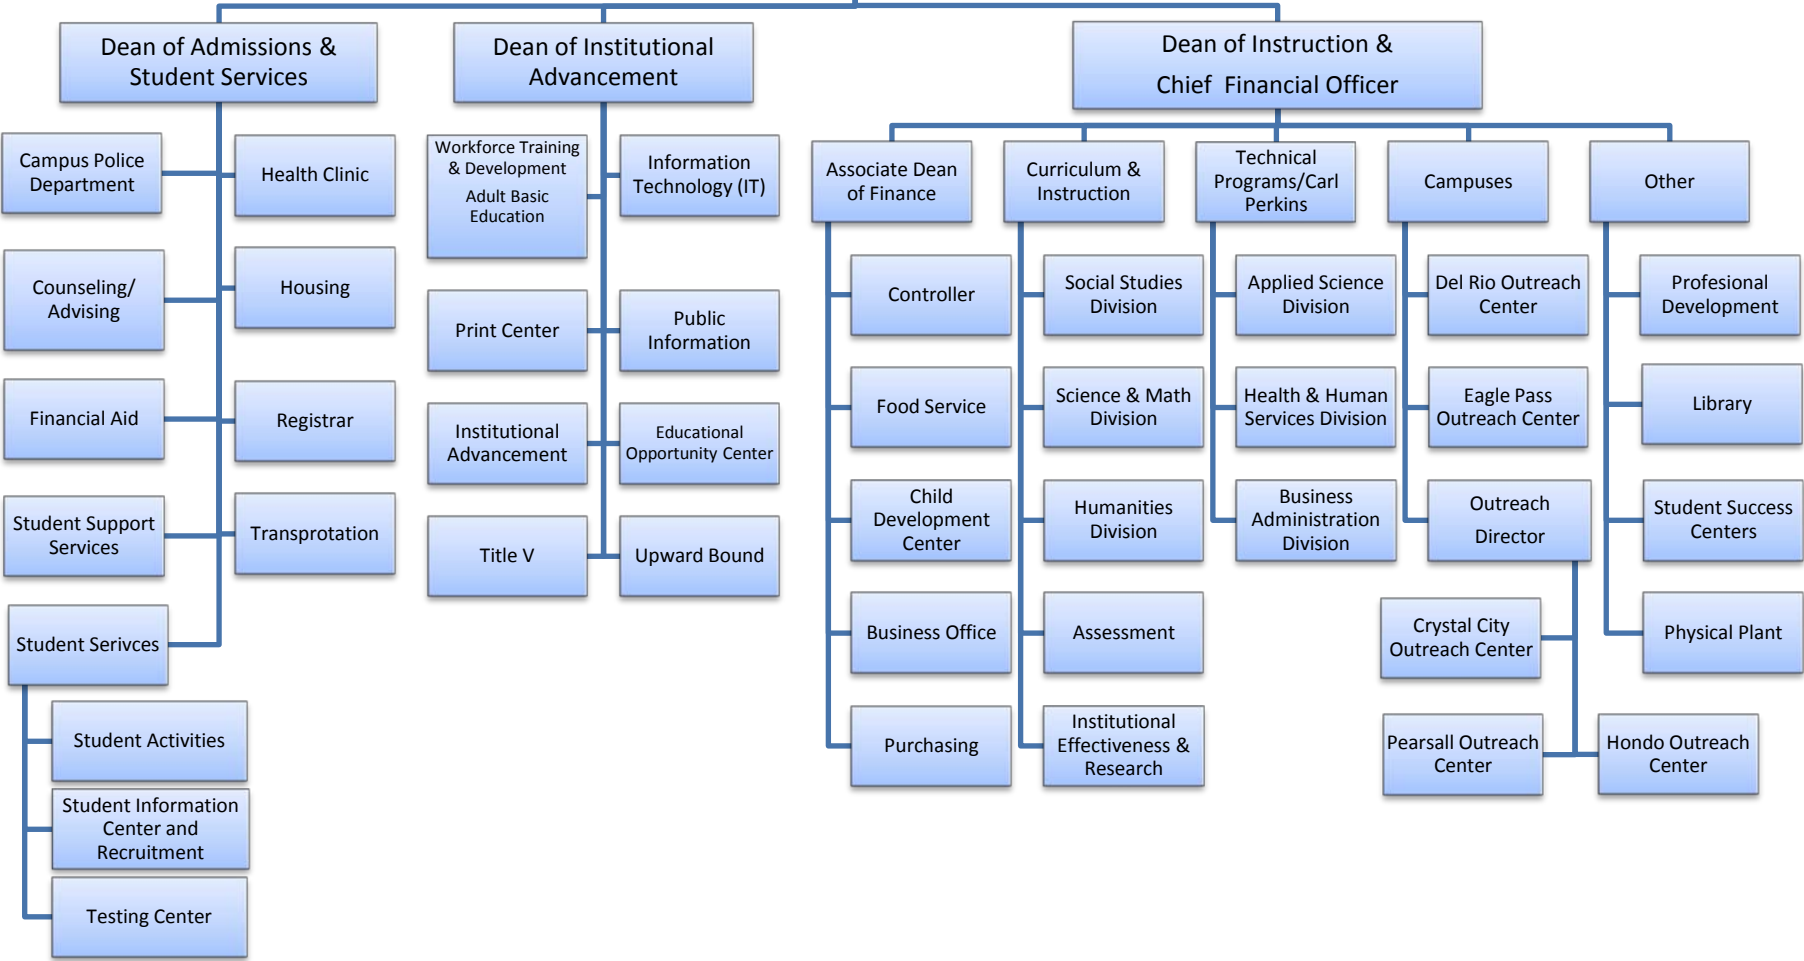 Dean of Admissions &
Student Services
Dean of Institutional
Advancement
Dean of Instruction &
Chief Financial Officer
Campus Police
Department
Health Clinic
Counseling/
Advising
Housing
Financial Aid
Registrar
Student Support
Services
Transprotation
Student Serivces
Student Activities
Student Information
Center and
Recruitment
Testing Center
Workforce Training
& Development
Adult Basic
Education
Information
Technology (IT)
Print Center
Public
Information
Institutional
Advancement
Educational
Opportunity Center
Title V
Upward Bound
Associate Dean
of Finance
Controller
Food Service
Child
Development
Center
Business Office
Purchasing
Curriculum &
Instruction
Social Studies
Division
Science & Math
Division
Humanities
Division
Assessment
Institutional
Effectiveness &
Research
Technical
Programs/Carl
Perkins
Applied Science
Division
Health & Human
Services Division
Business
Administration
Division
Campuses
Del Rio Outreach
Center
Eagle Pass
Outreach Center
Outreach
Director
Crystal City
Outreach Center
Pearsall Outreach
Center
Hondo Outreach
Center
Other
Profesional
Development
Library
Student Success
Centers
Physical Plant